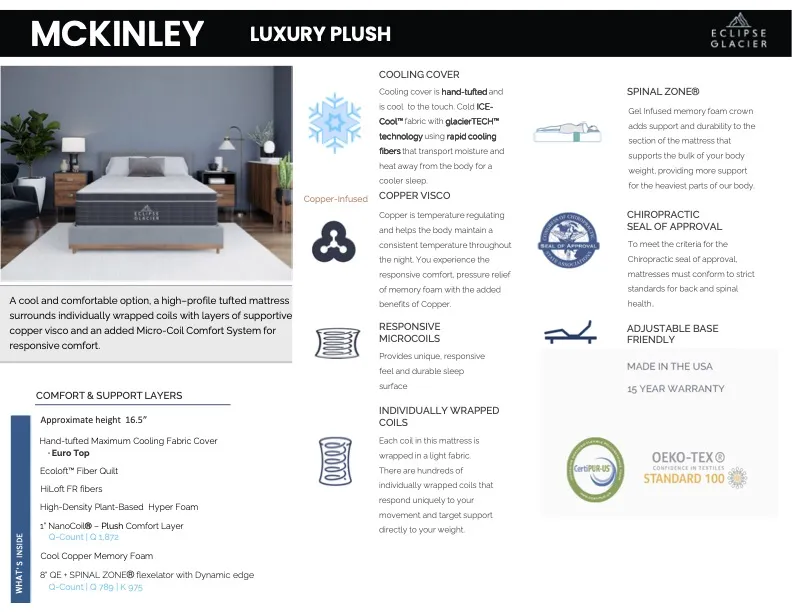 MCKINLEY LUXURY PLUSH
ECLIPSE
GLACIER
ECLIPSE
GLACIER
A cool and comfortable option, a high-profile tufted mattress
surrounds individually wrapped coils with layers of supportive
copper visco and an added Micro-Coil Comfort System for
responsive comfort.
COMFORT & SUPPORT LAYERS
WHAT'S INSIDE
Approximate height 16.5"
Hand-tufted Maximum Cooling Fabric Cover
· Euro Top
Ecoloft™ Fiber Quilt
HiLoft FR fibers
High-Density Plant-Based Hyper Foam
1" NanoCoil® – Plush Comfort Layer
Q-Count | Q 1,872
Cool Copper Memory Foam
8" QE + SPINAL ZONE® flexelator with Dynamic edge
Q-Count | Q 789 | K 975
COOLING COVER
Cooling cover is hand-tufted and
is cool to the touch. Cold ICE-
Cool™ fabric with glacierTECH™
technology using rapid cooling
fibers that transport moisture and
heat away from the body for a
cooler sleep.
Copper-infused
COPPER VISCO
Copper is temperature regulating
and helps the body maintain a
consistent temperature throughout
the night. You experience the
responsive comfort, pressure relief
of memory foam with the added
benefits of Copper.
RESPONSIVE
MICROCOILS
Provides unique, responsive
feel and durable sleep
surface
INDIVIDUALLY WRAPPED
COILS
Each coil in this mattress is
wrapped in a light fabric.
There are hundreds of
individually wrapped coils that
respond uniquely to your
movement and target support
directly to your weight.
SPINAL ZONE®
Gel Infused memory foam crown
adds support and durability to the
section of the mattress that
supports the bulk of your body
weight, providing more support
for the heaviest parts of our body.
CHIROPRACTIC
SEAL OF APPROVAL
To meet the criteria for the
Chiropractic seal of approval,
mattresses must conform to strict
standards for back and spinal
health.
SEAL OF APPROVAL
ADJUSTABLE BASE
FRIENDLY
MADE IN THE USA
15 YEAR WARRANTY
CertiPUR-US
OEKO-TEX®
CONFIDENCE IN TEXTILES
STANDARD 100